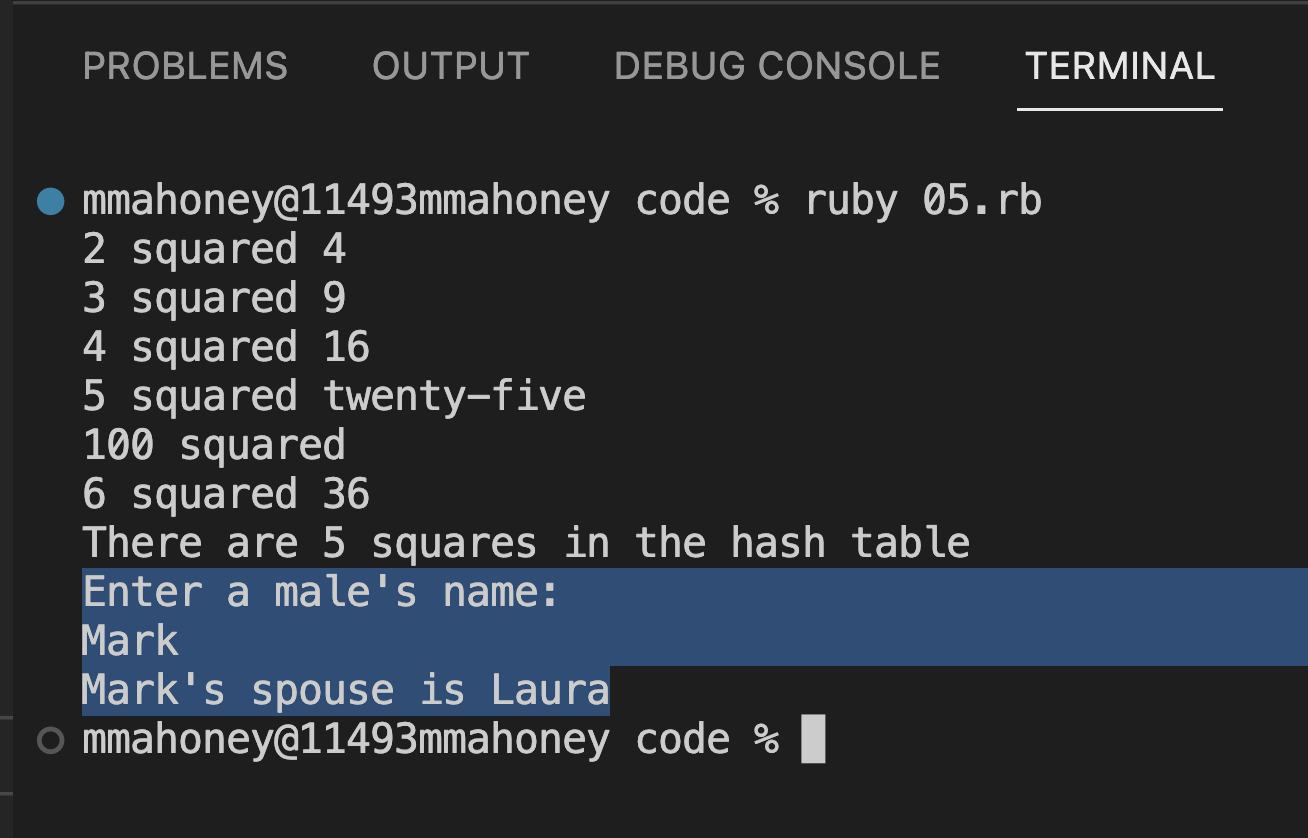 PROBLEMS OUTPUT DEBUG CONSOLE TERMINAL
mmahoney@11493mmahoney code % ruby 05.rb
2 squared 4
3 squared 9
4 squared 16
5 squared twenty-five
100 squared
6 squared 36
There are 5 squares in the hash table
Enter a male's name:
Mark
Mark's spouse is Laura
mmahoney@11493mmahoney code %